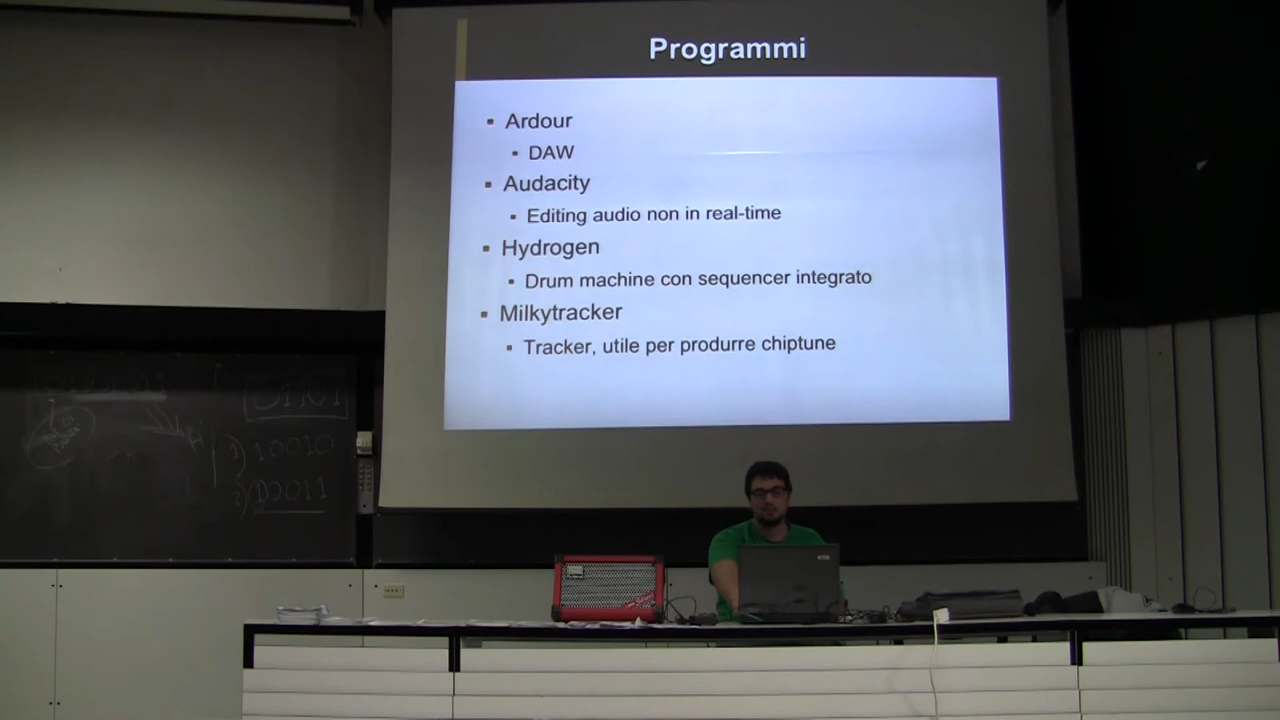 Programmi
Ardour
DAW
Audacity
Editing audio non in real-time
Hydrogen
Drum machine con sequencer integrato
Milkytracker
Tracker, utile per produrre chiptune
1) 10010